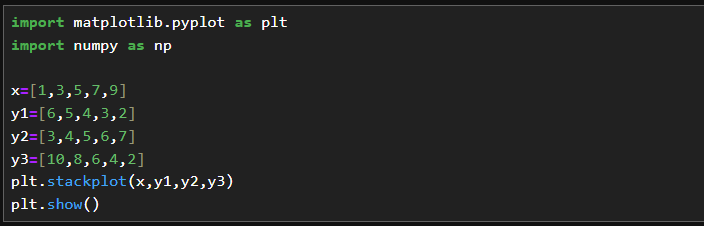 import matplotlib.pyplot as plt
import numpy as np
x=[1,3,5,7,9]
y1=[6,5,4,3,2]
y2=[3,4,5,6,7]
y3=[10,8,6,4,2]
plt.stackplot(x,y1,y2,y3)
plt.show()